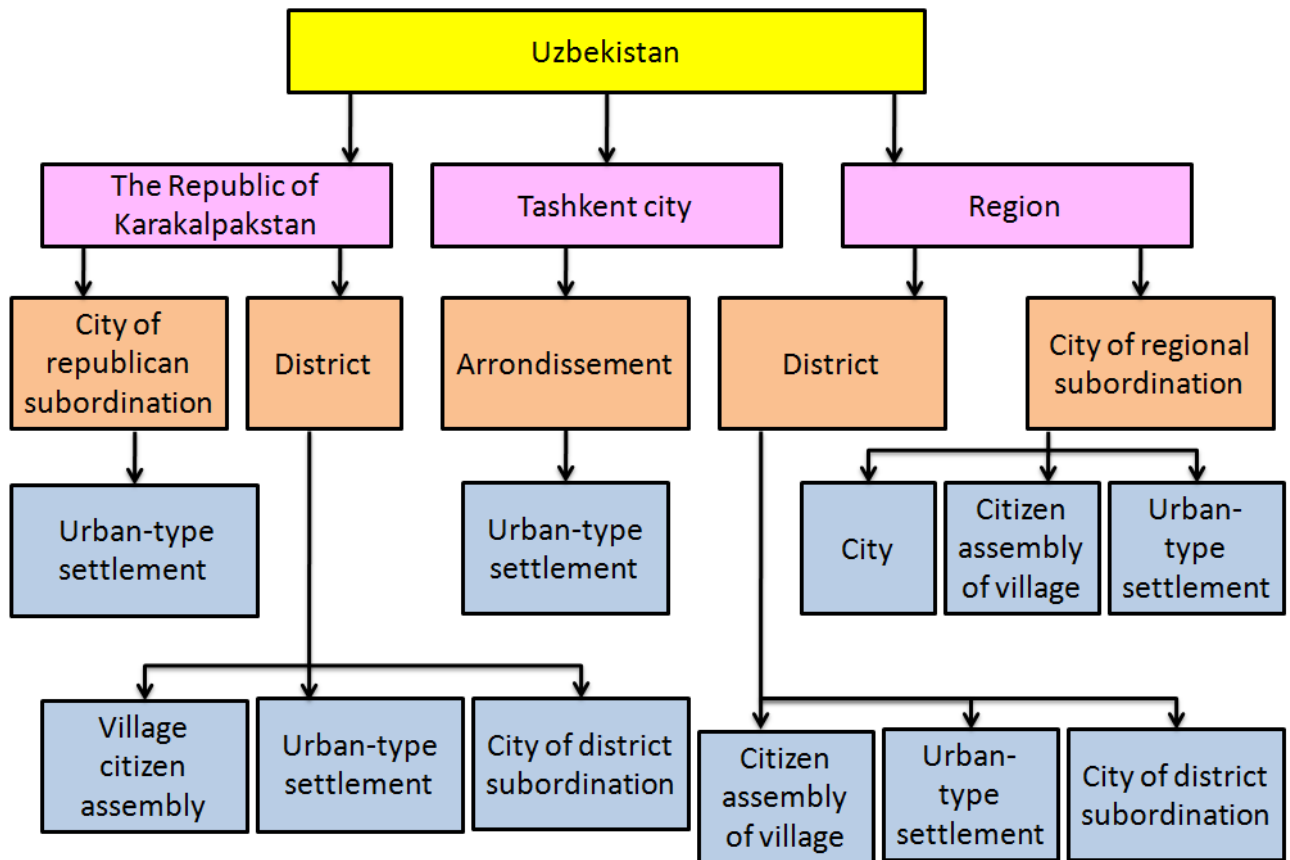 Uzbekistan
The Republic of
Karakalpakstan
Tashkent city
Region
City of
republican
subordination
District
Arrondissement
District
City of regional
subordination
Urban-type
settlement
Urban-type
settlement
City
Citizen
assembly
of village
Urban-
type
settlement
Village
citizen
assembly
Urban-type
settlement
City of district
subordination
Citizen
assembly
of village
Urban-
type
settlement
City of district
subordination